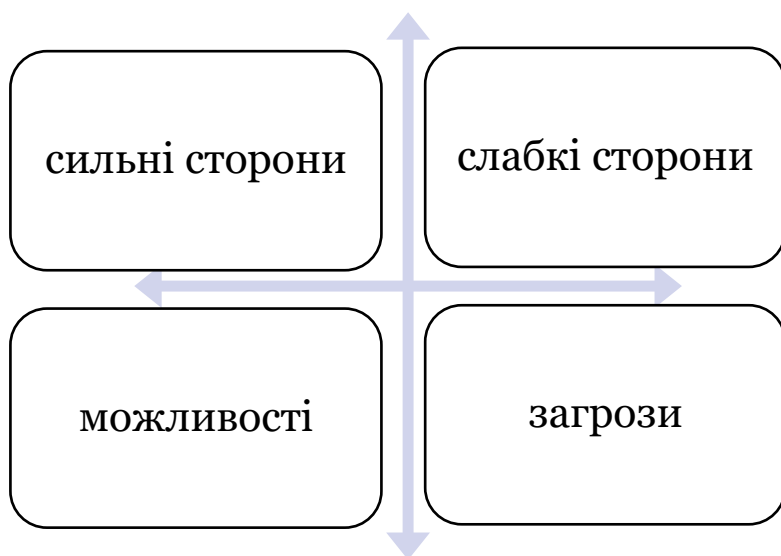 сильні сторони
слабкі сторони
можливості
загрози